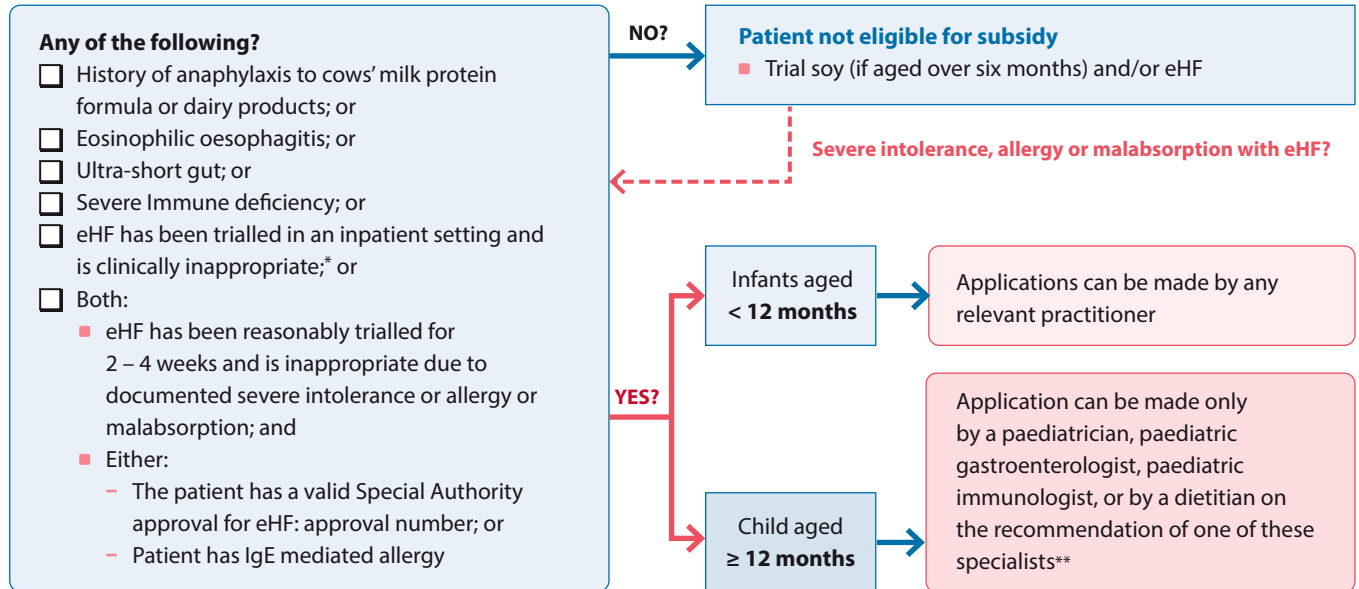 Any of the following?
History of anaphylaxis to cows’ milk protein
formula or dairy products; or
Eosinophilic oesophagitis; or
Ultra-short gut; or
Severe Immune deficiency; or
eHF has been trialled in an inpatient setting and
is clinically inappropriate;* or
Both:
eHF has been reasonably trialled for
2 – 4 weeks and is inappropriate due to
documented severe intolerance or allergy or
malabsorption; and
Either:
– The patient has a valid Special Authority
approval for eHF: approval number; or
– Patient has IgE mediated allergy
NO?
Patient not eligible for subsidy
Trial soy (if aged over six months) and/or eHF
Severe intolerance, allergy or malabsorption with eHF?
YES?
Infants aged
< 12 months
Applications can be made by any
relevant practitioner
Child aged
≥ 12 months
Application can be made only
by a paediatrician, paediatric
gastroenterologist, paediatric
immunologist, or by a dietitian on
the recommendation of one of these
specialists**